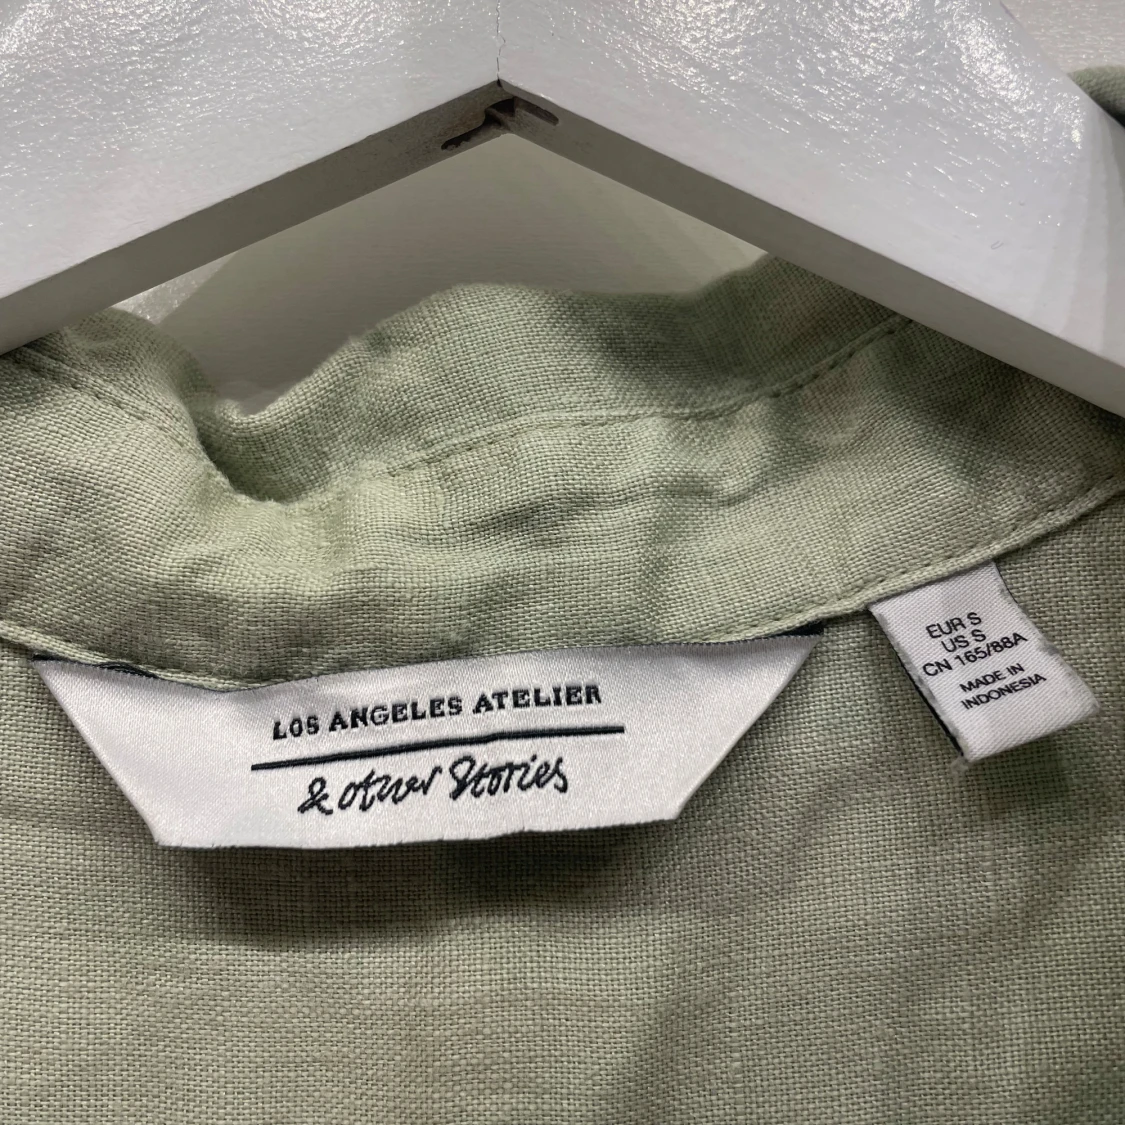 LOS ANGELES ATELIER
& other Stories
EUR S
US S
CN 165/88A
MADE IN
INDONESIA